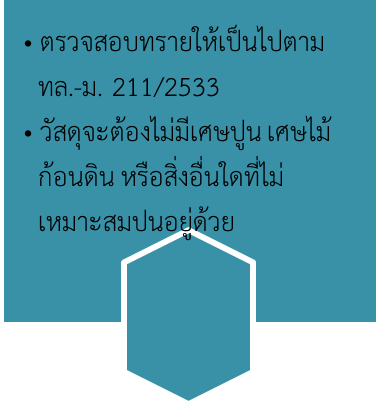 • ตรวจสอบทรายให้เป็นไปตาม
ทล.-ม. 211/2533
• วัสดุจะต้องไม่มีเศษปูน เศษไม้
ก้อนดิน หรือสิ่งอื่นใดที่ไม่
เหมาะสมปนอยู่ด้วย